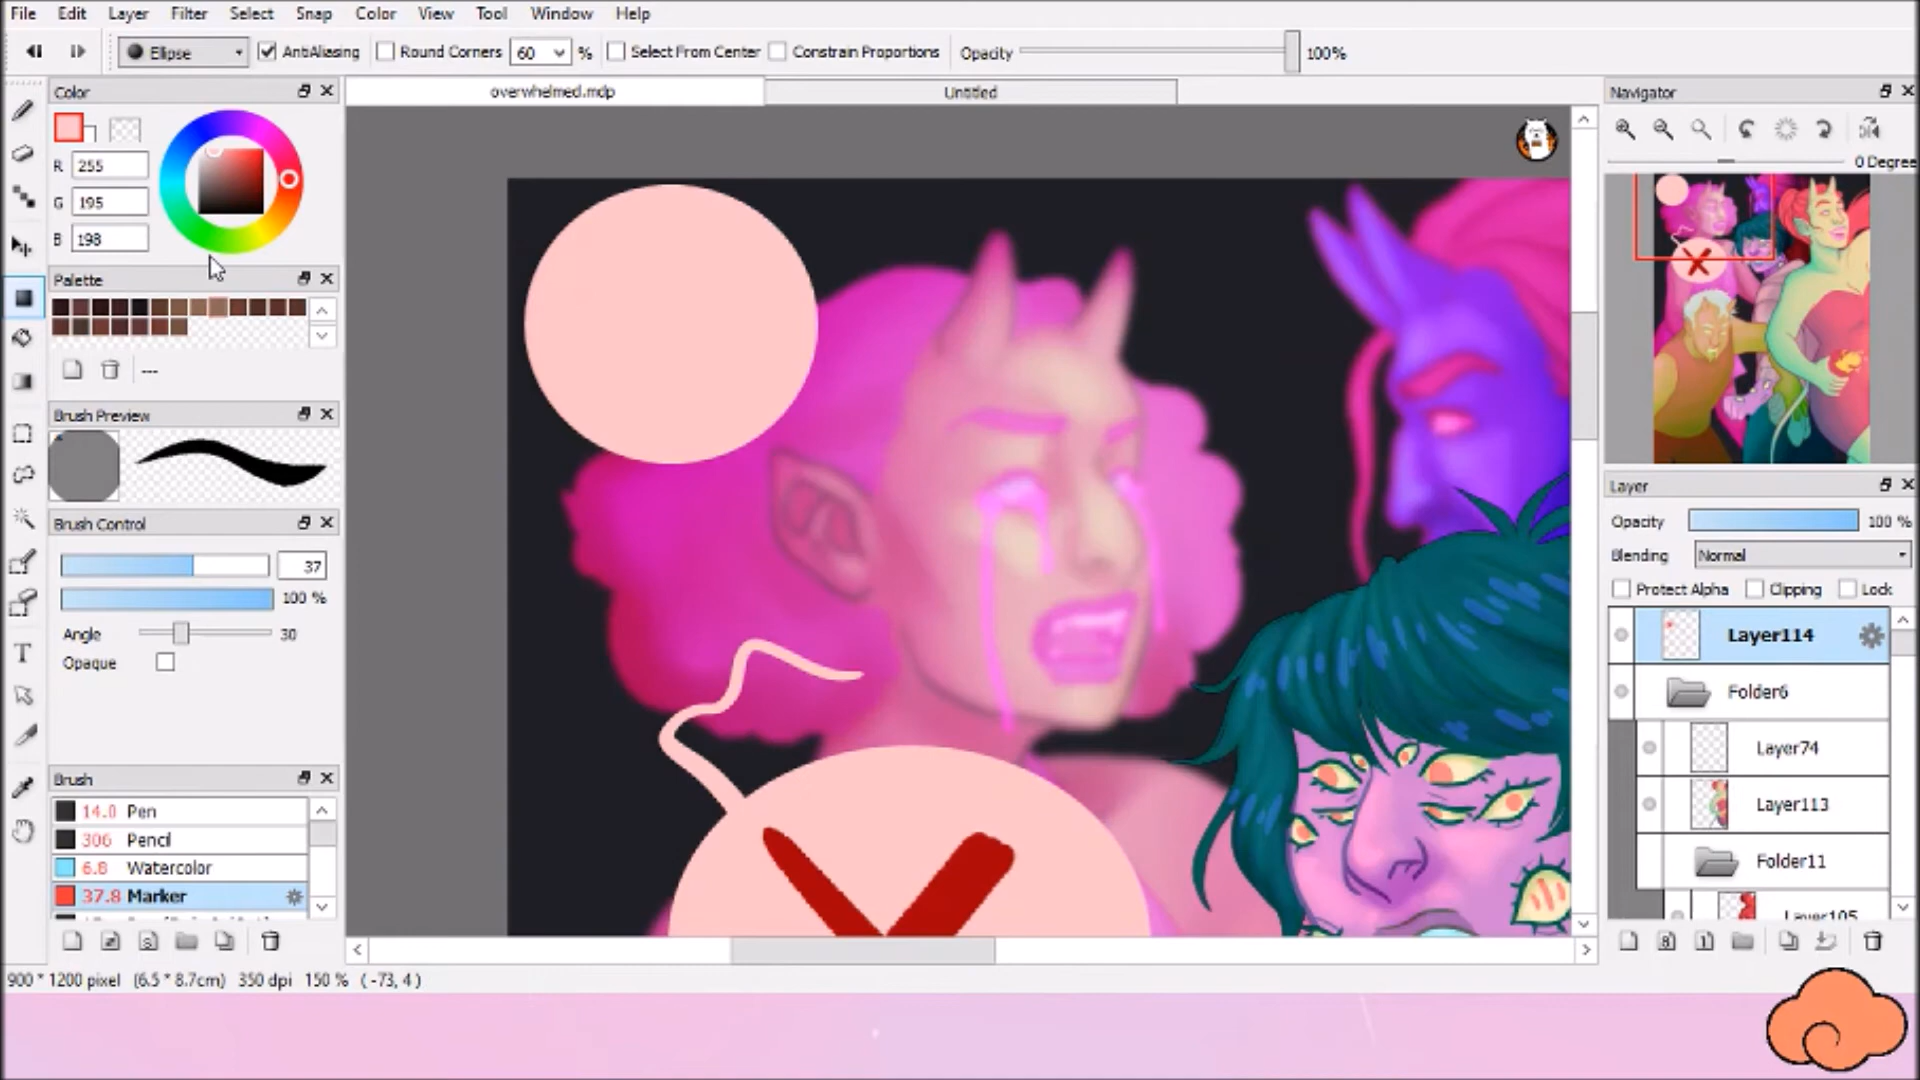 File Edit Layer Filter Select Snap Color View Tool Window Help
Ellipse AntiAliasing Round Corners 60 % Select From Center Constrain Proportions Opacity 100%
Color
overwhelmed.mdp
Untitled
Navigator
R 255
G 195
B 198
0 Degree
Palette
---
Brush Preview
Layer
Opacity 100 %
Blending Normal
Protect Alpha Clipping Lock
Brush Control
37
100 %
Angle 30
Opaque
Layer114
Folder6
Layer74
Layer113
Folder11
Layer105
Brush
14.0 Pen
306 Pencil
6.8 Watercolor
37.8 Marker
900 * 1200 pixel (6.5 * 8.7cm) 350 dpi 150 % ( -73, 4 )